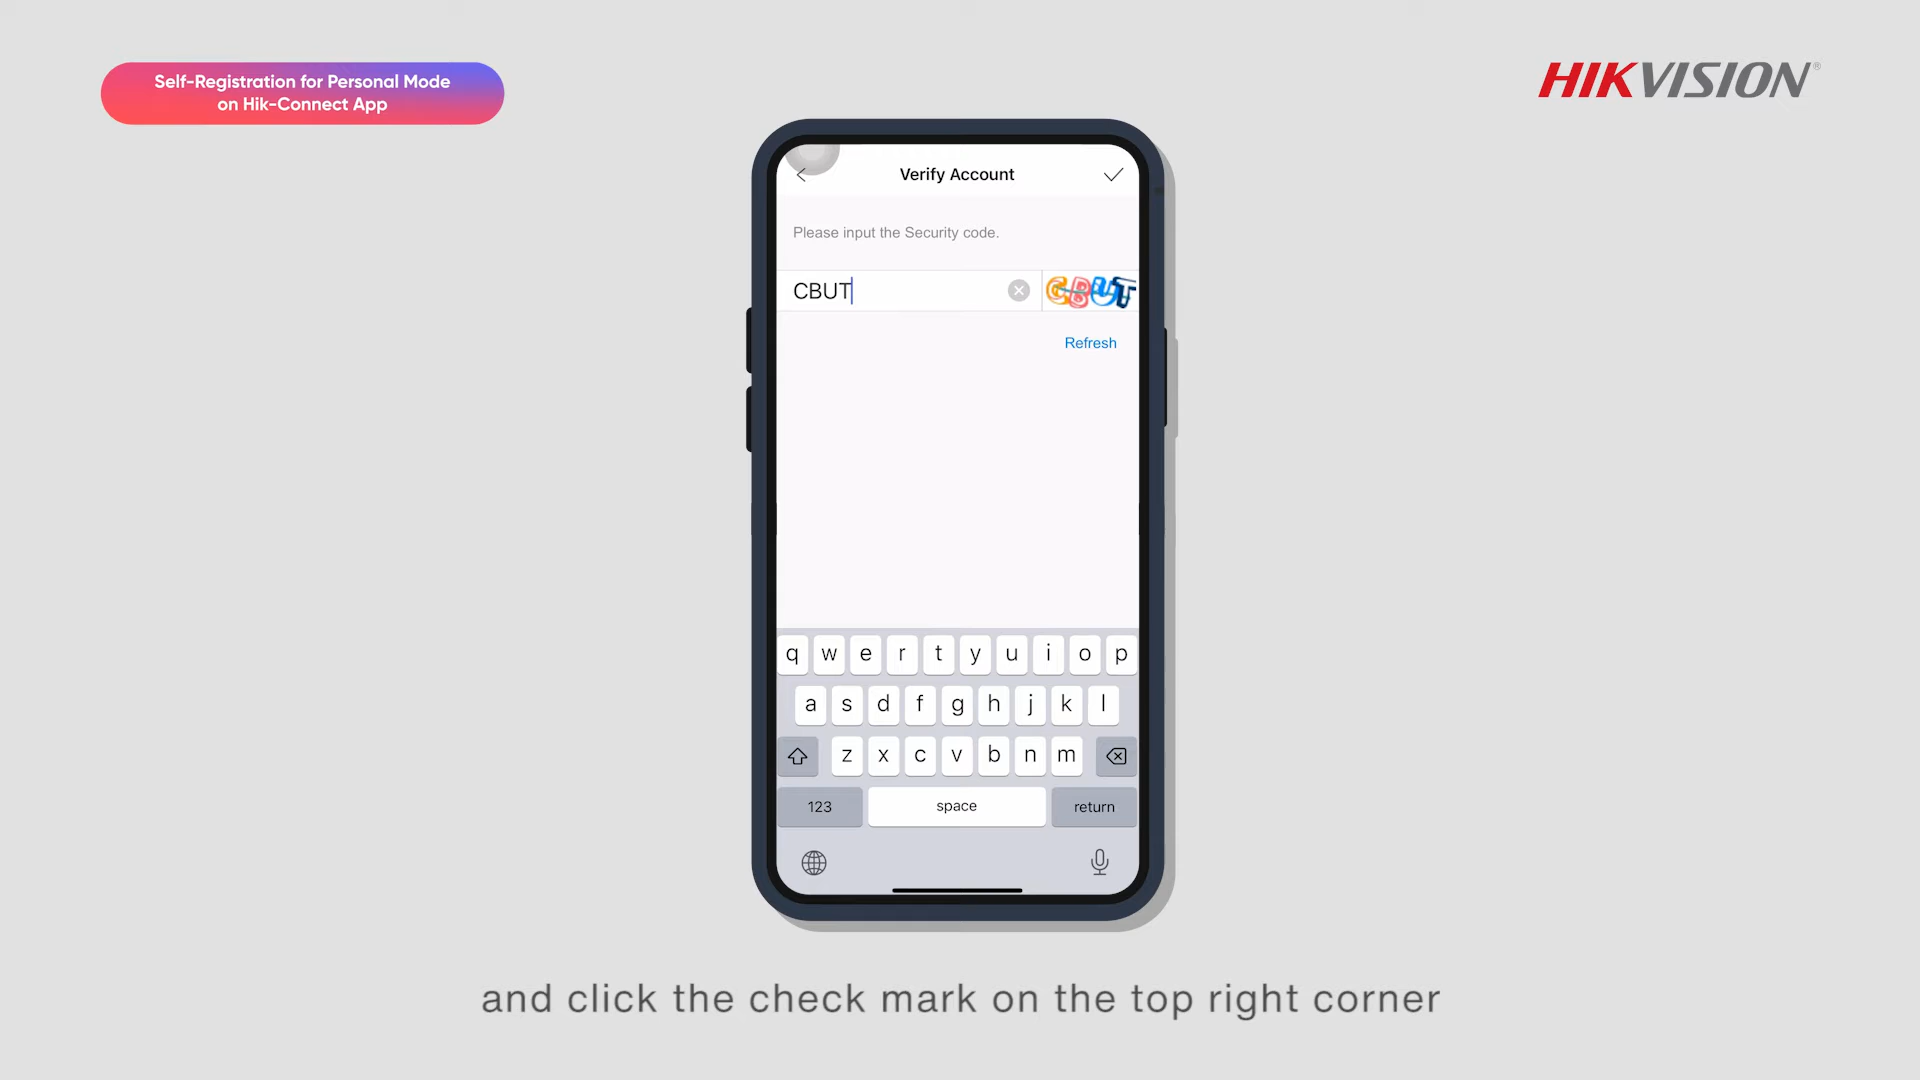 Self-Registration for Personal Mode
on Hik-Connect App
HIKVISION®
Verify Account
Please input the Security code.
CBUT
CBUT
Refresh
q w e r t y u i o p
a s d f g h j k l
z x c v b n m
123 space return
and click the check mark on the top right corner